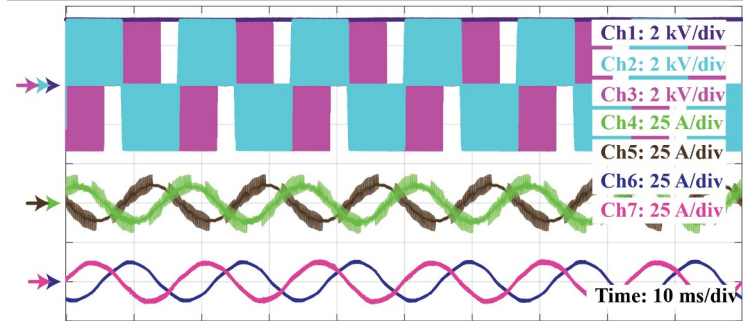 Ch1: 2 kV/div
Ch2: 2 kV/div
Ch3: 2 kV/div
Ch4: 25 A/div
Ch5: 25 A/div
Ch6: 25 A/div
Ch7: 25 A/div
Time: 10 ms/div